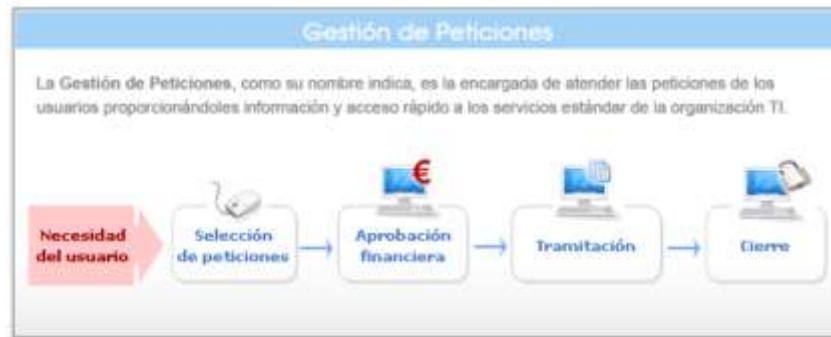 Gestión de Peticiones
La Gestión de Peticiones, como su nombre indica, es la encargada de atender las peticiones de los
usuarios proporcionándoles información y acceso rápido a los servicios estándar de la organización TI.
Necesidad
del usuario
Selección
de peticiones
€
Aprobación
financiera
Tramitación
Cierre